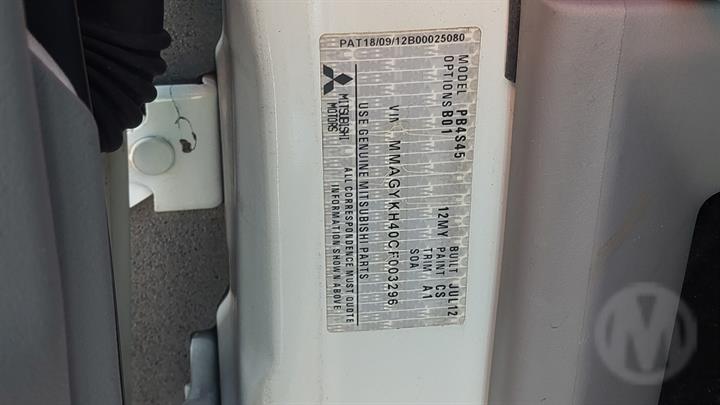 PAT18/09/12B00025080
MODEL PB4S45 12MY BUILT JUL12
OPTIONS B01 PAINT CS
TRIM A1
SOA
VIN MMAGYKH40CF003296
USE GENUINE MITSUBISHI PARTS
ALL CORRESPONDENCE MUST QUOTE
INFORMATION SHOWN ABOVE
MITSUBISHI
MOTORS
M